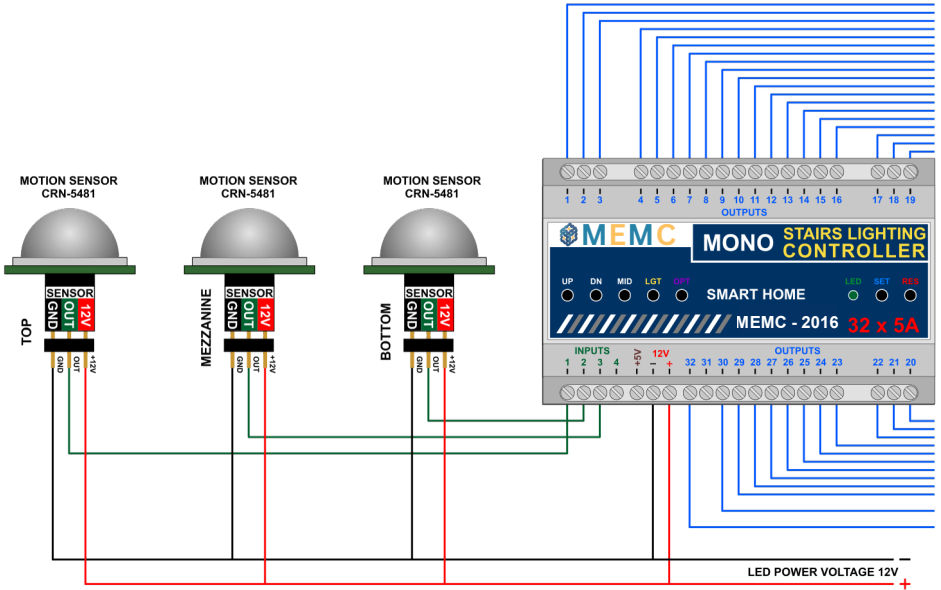 MOTION SENSOR
CRN-5481
MOTION SENSOR
CRN-5481
MOTION SENSOR
CRN-5481
SENSOR
GND
OUT
12V
TOP
GND
OUT
+12V
SENSOR
GND
OUT
12V
MEZZANINE
GND
OUT
+12V
SENSOR
GND
OUT
12V
BOTTOM
GND
OUT
+12V
1 2 3 4 5 6 7 8 9 10 11 12 13 14 15 16 17 18 19
OUTPUTS
MEMC
MONO
STAIRS LIGHTING
CONTROLLER
UP DN MID LGT OPT
SMART HOME
LED SET RES
MEMC - 2016 32 x 5A
INPUTS
1 2 3 4
+5V
12V
− +
OUTPUTS
32 31 30 29 28 27 26 25 24 23 22 21 20
LED POWER VOLTAGE 12V
−
+